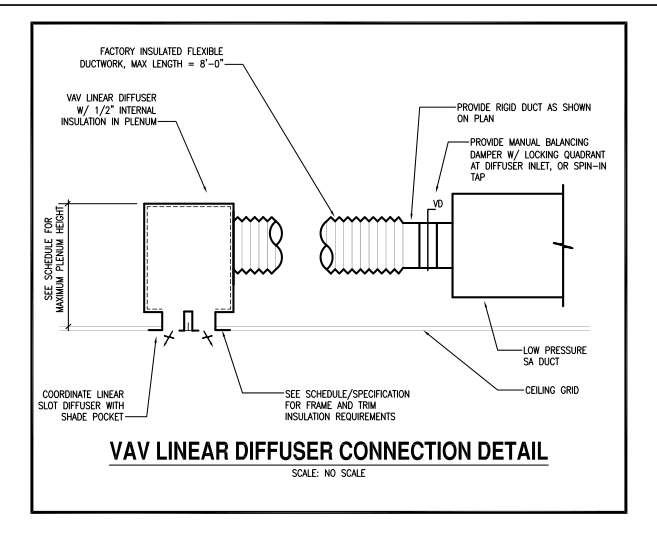 FACTORY INSULATED FLEXIBLE
DUCTWORK, MAX LENGTH = 8'-0"
VAV LINEAR DIFFUSER
W/ 1/2" INTERNAL
INSULATION IN PLENUM
PROVIDE RIGID DUCT AS SHOWN
ON PLAN
PROVIDE MANUAL BALANCING
DAMPER W/ LOCKING QUADRANT
AT DIFFUSER INLET, OR SPIN-IN
TAP
VD
SEE SCHEDULE FOR
MAXIMUM PLENUM HEIGHT
LOW PRESSURE
SA DUCT
CEILING GRID
COORDINATE LINEAR
SLOT DIFFUSER WITH
SHADE POCKET
SEE SCHEDULE/SPECIFICATION
FOR FRAME AND TRIM
INSULATION REQUIREMENTS
VAV LINEAR DIFFUSER CONNECTION DETAIL
SCALE: NO SCALE